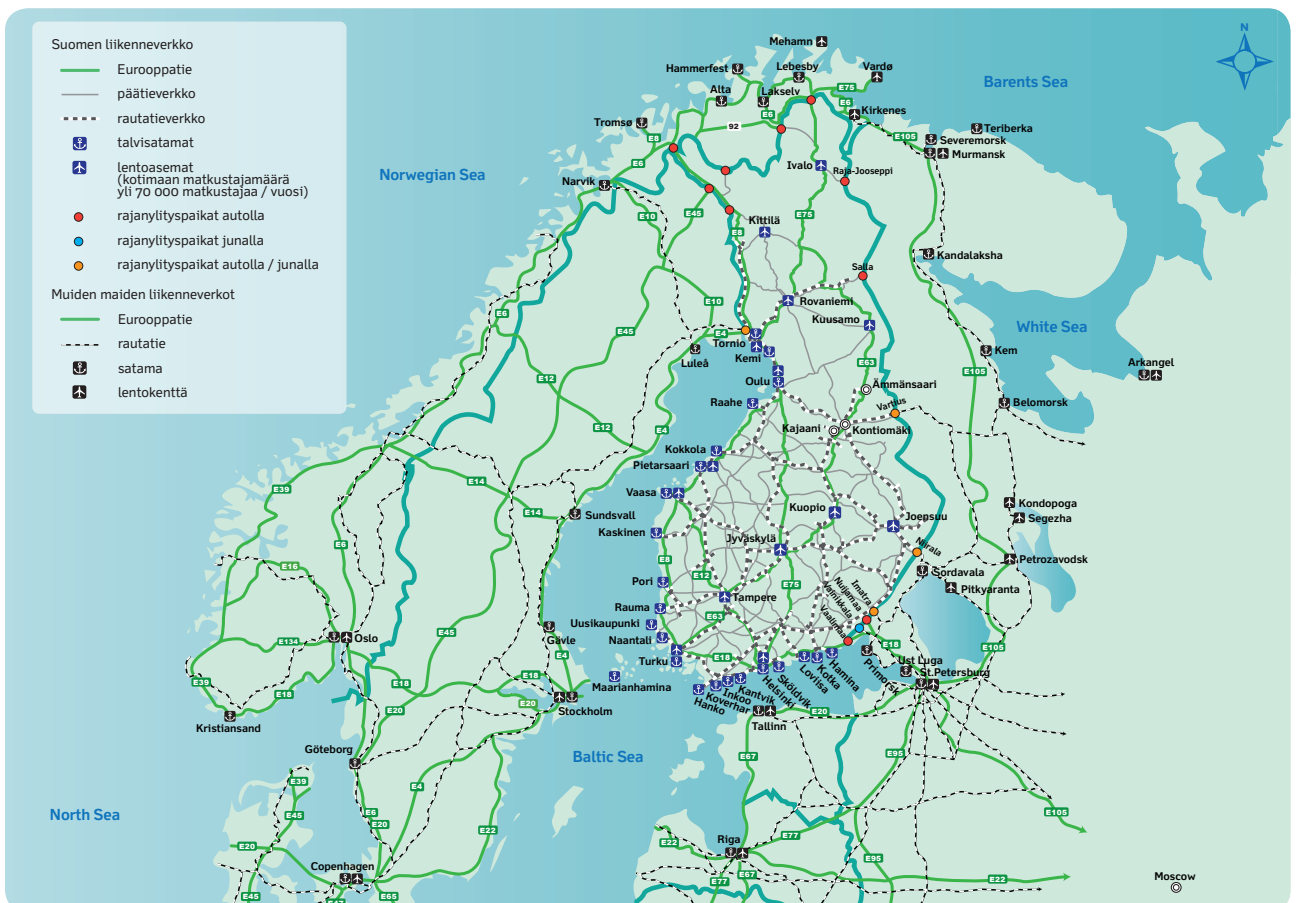 Suomen liikenneverkko
Eurooppatie
päätieverkko
rautatieverkko
talvisatamat
lentoasemat
(kotimaan matkustajamäärä
yli 70 000 matkustajaa / vuosi)
rajanylityspaikat autolla
rajanylityspaikat junalla
rajanylityspaikat autolla / junalla
Muiden maiden liikenneverkot
Eurooppatie
rautatie
satama
lentokenttä
N
Mehamn
Hammerfest
Lebesby
Vardø
Barents Sea
Alta
Lakselv
E75
E6
E6
Kirkenes
Tromsø
92
E8
E105
Teriberka
Severemorsk
Murmansk
E6
Norwegian Sea
Ivalo
Raja-Jooseppi
Narvik
E10
E45
E75
Kittilä
E8
Kandalaksha
Salla
E6
E10
Rovaniemi
Kuusamo
White Sea
E45
E4
Tornio
Kemi
Luleå
Kem
Arkangel
E63
E105
E12
Oulu
Ämmänsaari
Raahe
Vartius
Belomorsk
E12
E4
Kajaani
Kontiomäki
Kokkola
Pietarsaari
E14
E39
Vaasa
Kondopoga
E14
Sundsvall
Kuopio
Joepsuu
Segezha
Kaskinen
Jyväskylä
E6
Niirala
E8
Petrozavodsk
E16
E12
Sordavala
Pori
E75
Imatra
Nuijamaa
Vainikkala
Vaalimaa
Pitkyaranta
Tampere
Rauma
E63
Uusikaupunki
E134
Oslo
E45
Gävle
Naantali
E18
E105
E4
Turku
E18
Hamina
Kotka
Lovrisa
Primorsk
Ust Luga
St.Petersburg
E39
E18
E18
E18
Maarianhamina
Sköldvik
Helsinki
Kantvik
Inkoo
Koverhar
Hanko
E20
E20
Stockholm
E20
Kristiansand
Tallinn
Göteborg
Baltic Sea
E67
E95
E39
E4
North Sea
E45
E6
E20
E22
E105
E20
E22
Riga
E77
E95
Copenhagen
E77
E67
E22
Moscow
E45
E47
E65